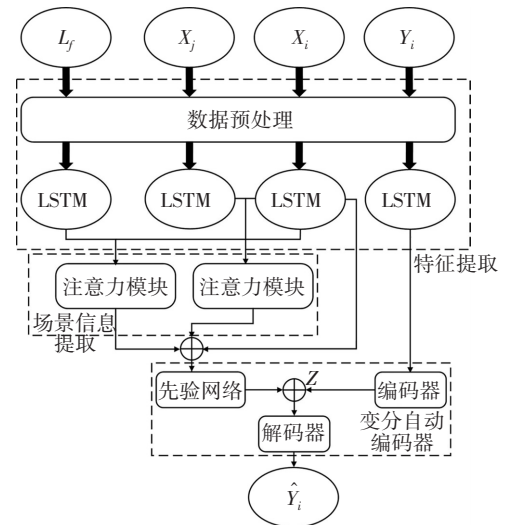 L_f X_j X_i Y_i
数据预处理
LSTM LSTM LSTM LSTM
特征提取
注意力模块 注意力模块
场景信息
提取
先验网络 Z 编码器
变分自动
编码器
解码器
Ŷ_i